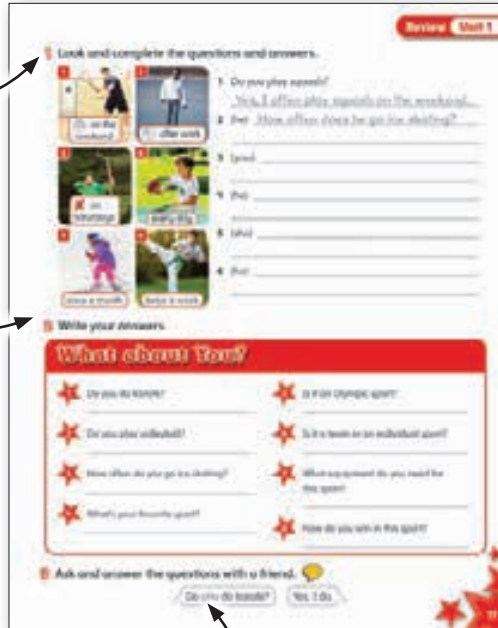 Review Unit 1
Look and complete the questions and answers.
on the
weekend
after work
on
Saturdays
every day
once a month
twice a week
1 Do you play squash?
Yes, I often play squash on the weekend.
2 (he) How often does he go ice skating?
3 (you)
4 (he)
5 (she)
6 (he)
Write your answers.
What about You?
Do you do karate?
Do you play volleyball?
How often do you go ice skating?
What's your favorite sport?
Is it an Olympic sport?
Is it a team or an individual sport?
What equipment do you need for
this sport?
How do you win in this sport?
Ask and answer the questions with a friend.
Do you do karate?
Yes, I do.